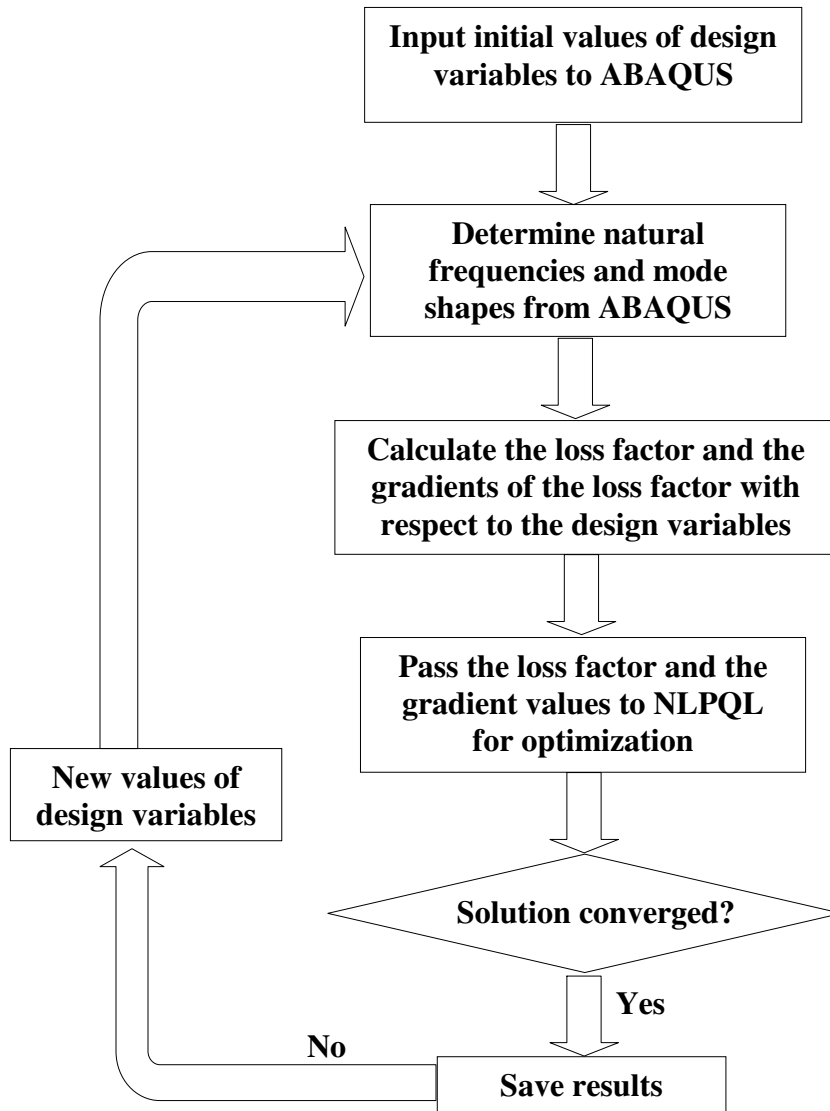 Input initial values of design
variables to ABAQUS
Determine natural
frequencies and mode
shapes from ABAQUS
Calculate the loss factor and the
gradients of the loss factor with
respect to the design variables
Pass the loss factor and the
gradient values to NLPQL
for optimization
New values of
design variables
Solution converged?
Yes
No
Save results